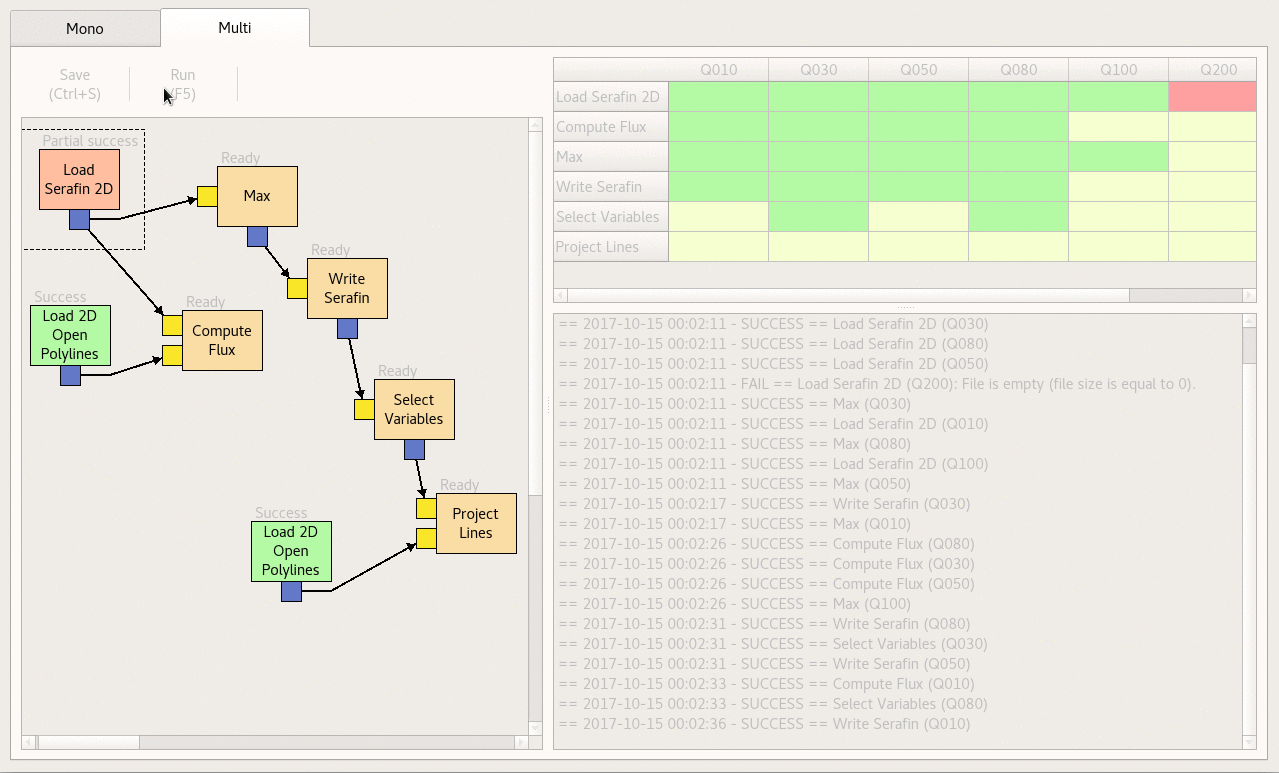 Mono
Multi
Save
(Ctrl+S)
Run
(F5)
Partial success
Load
Serafin 2D
Ready
Max
Ready
Write
Serafin
Success
Load 2D
Open
Polylines
Ready
Compute
Flux
Ready
Select
Variables
Ready
Project
Lines
Success
Load 2D
Open
Polylines
Q010 Q030 Q050 Q080 Q100 Q200
Load Serafin 2D
Compute Flux
Max
Write Serafin
Select Variables
Project Lines
== 2017-10-15 00:02:11 - SUCCESS == Load Serafin 2D (Q030)
== 2017-10-15 00:02:11 - SUCCESS == Load Serafin 2D (Q080)
== 2017-10-15 00:02:11 - SUCCESS == Load Serafin 2D (Q050)
== 2017-10-15 00:02:11 - FAIL == Load Serafin 2D (Q200): File is empty (file size is equal to 0).
== 2017-10-15 00:02:11 - SUCCESS == Max (Q030)
== 2017-10-15 00:02:11 - SUCCESS == Load Serafin 2D (Q010)
== 2017-10-15 00:02:11 - SUCCESS == Max (Q080)
== 2017-10-15 00:02:11 - SUCCESS == Load Serafin 2D (Q100)
== 2017-10-15 00:02:11 - SUCCESS == Max (Q050)
== 2017-10-15 00:02:17 - SUCCESS == Write Serafin (Q030)
== 2017-10-15 00:02:17 - SUCCESS == Max (Q010)
== 2017-10-15 00:02:26 - SUCCESS == Compute Flux (Q080)
== 2017-10-15 00:02:26 - SUCCESS == Compute Flux (Q030)
== 2017-10-15 00:02:26 - SUCCESS == Compute Flux (Q050)
== 2017-10-15 00:02:26 - SUCCESS == Max (Q100)
== 2017-10-15 00:02:31 - SUCCESS == Write Serafin (Q080)
== 2017-10-15 00:02:31 - SUCCESS == Select Variables (Q030)
== 2017-10-15 00:02:31 - SUCCESS == Write Serafin (Q050)
== 2017-10-15 00:02:33 - SUCCESS == Compute Flux (Q010)
== 2017-10-15 00:02:33 - SUCCESS == Select Variables (Q080)
== 2017-10-15 00:02:36 - SUCCESS == Write Serafin (Q010)